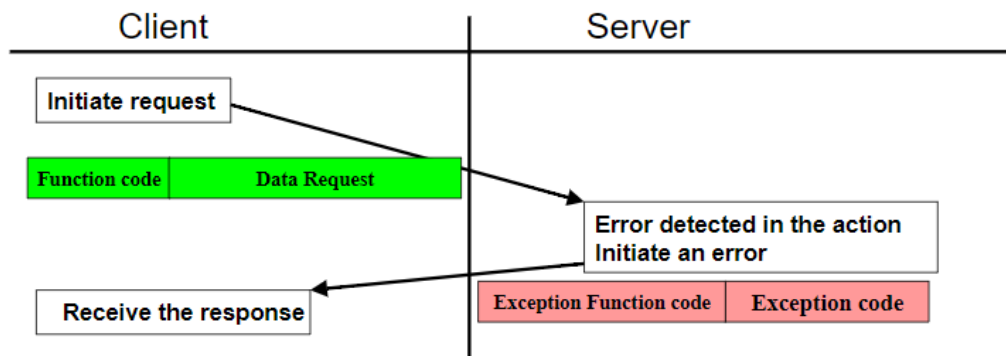 Client
Server
Initiate request
Function code
Data Request
Error detected in the action
Initiate an error
Receive the response
Exception Function code
Exception code